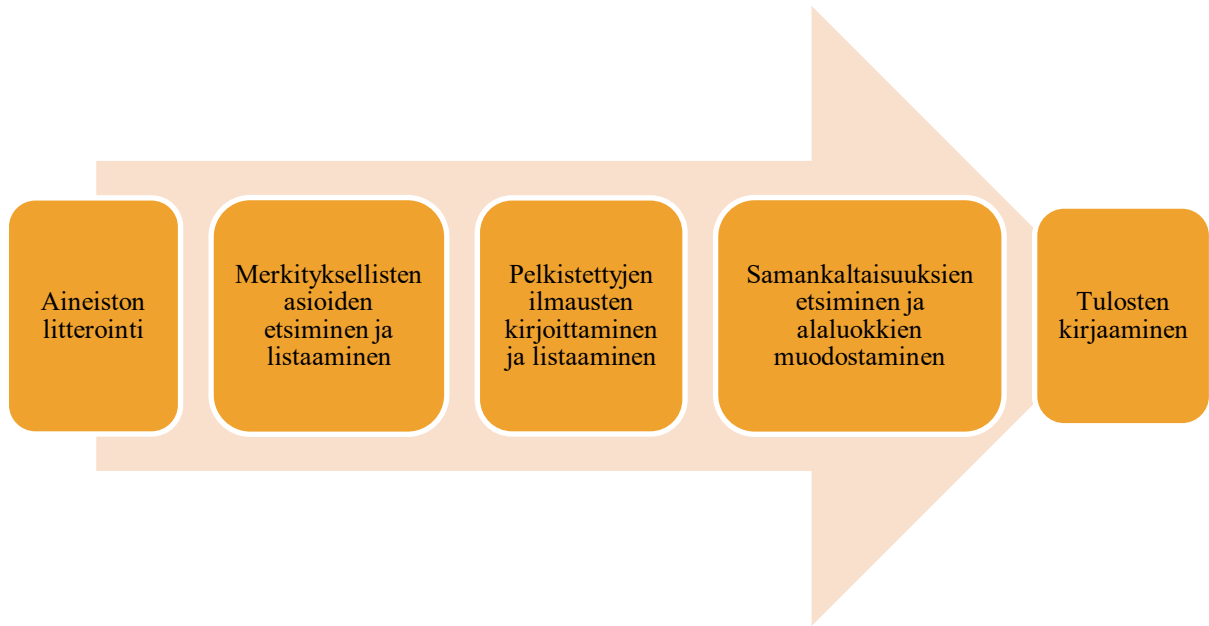 Aineiston
litterointi
Merkityksellisten
asioiden
etsiminen ja
listaaminen
Pelkistettyjen
ilmausten
kirjoittaminen
ja listaaminen
Samankaltaisuuksien
etsiminen ja
alaluokkien
muodostaminen
Tulosten
kirjaaminen